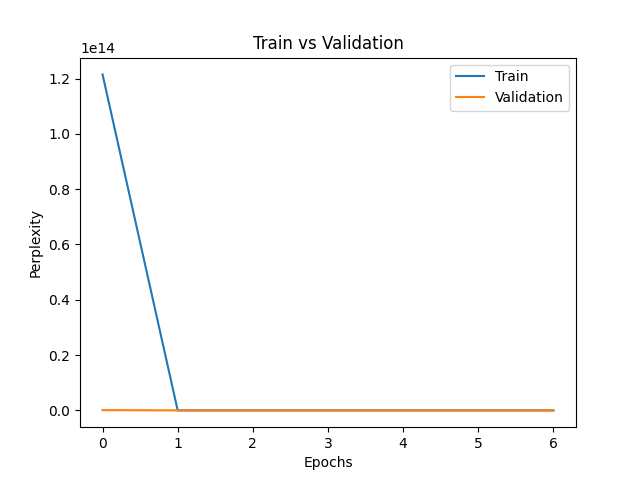 Train vs Validation
1e14
Train
Validation
1.2
1.0
0.8
0.6
0.4
0.2
0.0
Perplexity
0 1 2 3 4 5 6
Epochs